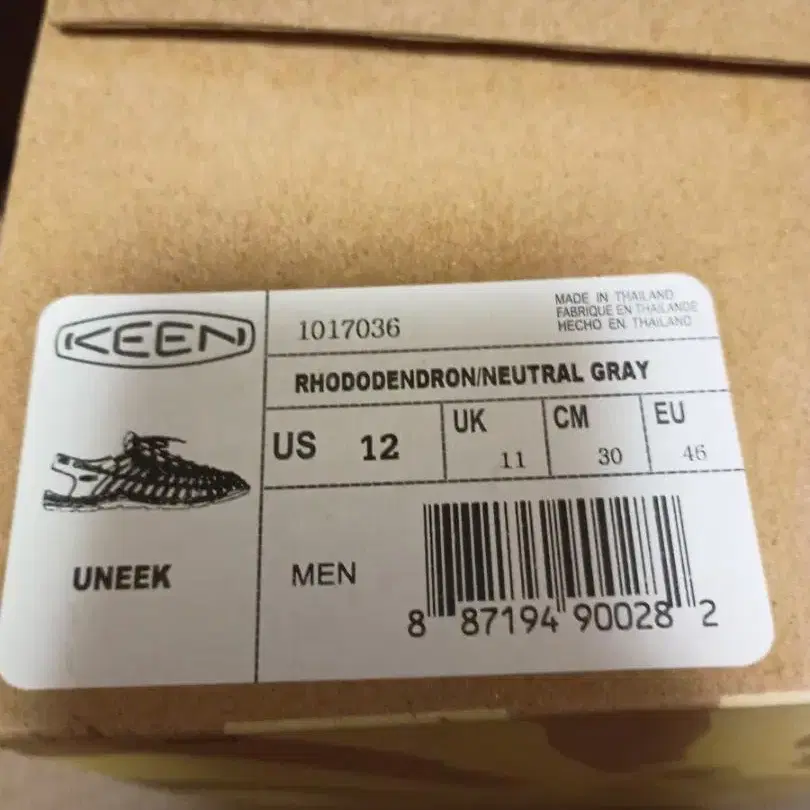 KEEN
1017036
MADE IN THAILAND
FABRIQUE EN THAILANDE
HECHO EN THAILAND
RHODODENDRON/NEUTRAL GRAY
US 12
UK 11
CM 30
EU 46
UNEEK
MEN
8 87194 90028 2